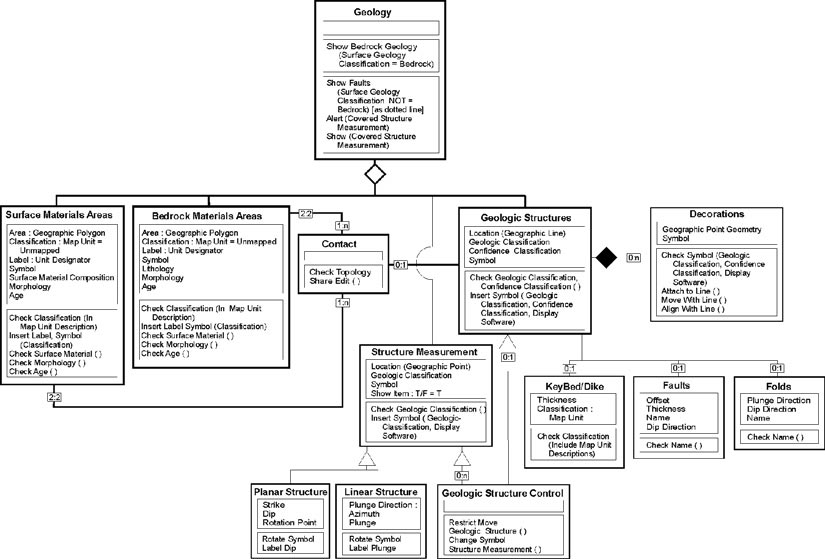 Geology
Show Bedrock Geology
(Surface Geology
Classification = Bedrock)
Show Faults
(Surface Geology
Classification NOT =
Bedrock) [as dotted line]
Alert (Covered Structure
Measurement)
Show (Covered Structure
Measurement)
Surface Materials Areas
Area : Geographic Polygon
Classification : Map Unit =
Unmapped
Label : Unit Designator
Symbol
Surface Material Composition
Morphology
Age
Check Classification (In
Map Unit Description)
Insert Label, Symbol
(Classification)
Check Surface Material ( )
Check Morphology ( )
Check Age ( )
2:2
Bedrock Materials Areas
Area : Geographic Polygon
Classification : Map Unit = Unmapped
Label : Unit Designator
Symbol
Lithology
Morphology
Age
Check Classification (In Map Unit
Description)
Insert Label Symbol (Classification)
Check Surface Material ( )
Check Morphology ( )
Check Age ( )
2:2
1:n
Contact
Check Topology
Share Edit ( )
1:n
0:1
Geologic Structures
Location (Geographic Line)
Geologic Classification
Confidence Classification
Symbol
Check Geologic Classification,
Confidence Classification ( )
Insert Symbol ( Geologic
Classification, Confidence
Classification, Display
Software)
0:n
Decorations
Geographic Point Geometry
Symbol
Check Symbol (Geologic
Classification, Confidence
Classification, Display
Software)
Attach to Line ( )
Move With Line ( )
Align With Line ( )
Structure Measurement
Location (Geographic Point)
Geologic Classification
Symbol
Show Item : T/F = T
Check Geologic Classification ( )
Insert Symbol ( Geologic-
Classification, Display
Software)
0:1
0:1
KeyBed/Dike
Thickness
Classification :
Map Unit
Check Classification
(Include Map Unit
Descriptions)
0:1
Faults
Offset
Thickness
Name
Dip Direction
Check Name ( )
0:1
Folds
Plunge Direction
Dip Direction
Name
Check Name ( )
Planar Structure
Strike
Dip
Rotation Point
Rotate Symbol
Label Dip
Linear Structure
Plunge Direction :
Azimuth
Plunge
Rotate Symbol
Label Plunge
0:n
Geologic Structure Control
Restrict Move
Geologic Structure ( )
Change Symbol
Structure Measurement ( )